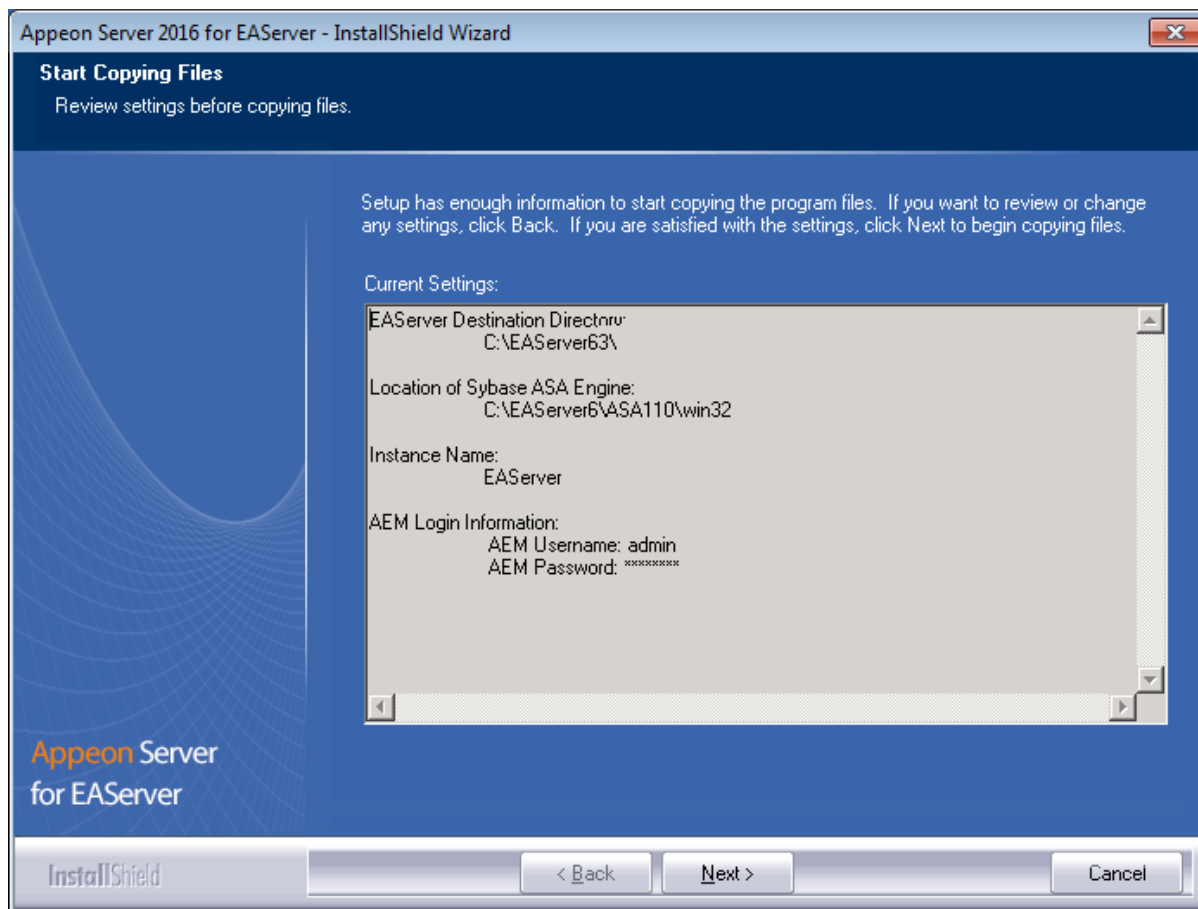 Appeon Server 2016 for EAServer - InstallShield Wizard
Start Copying Files
Review settings before copying files.
Setup has enough information to start copying the program files. If you want to review or change
any settings, click Back. If you are satisfied with the settings, click Next to begin copying files.
Current Settings:
EAServer Destination Directory:
C:\EAServer63\
Location of Sybase ASA Engine:
C:\EAServer6\ASA110\win32
Instance Name:
EAServer
AEM Login Information:
AEM Username: admin
AEM Password: ********
Appeon Server
for EAServer
InstallShield
< Back
Next >
Cancel